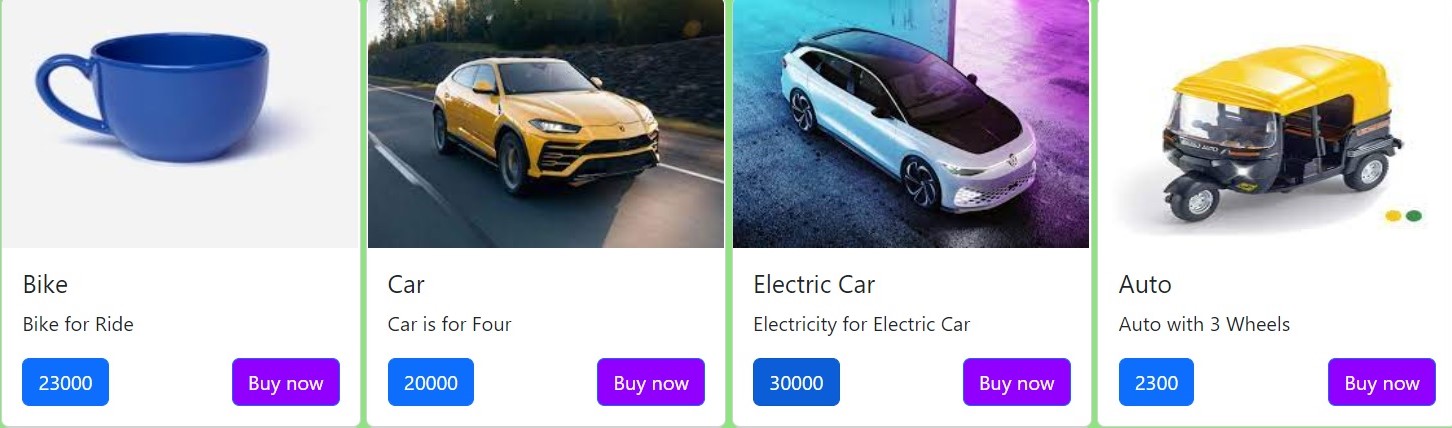 Bike
Bike for Ride
23000
Buy now
Car
Car is for Four
20000
Buy now
Electric Car
Electricity for Electric Car
30000
Buy now
Auto
Auto with 3 Wheels
2300
Buy now